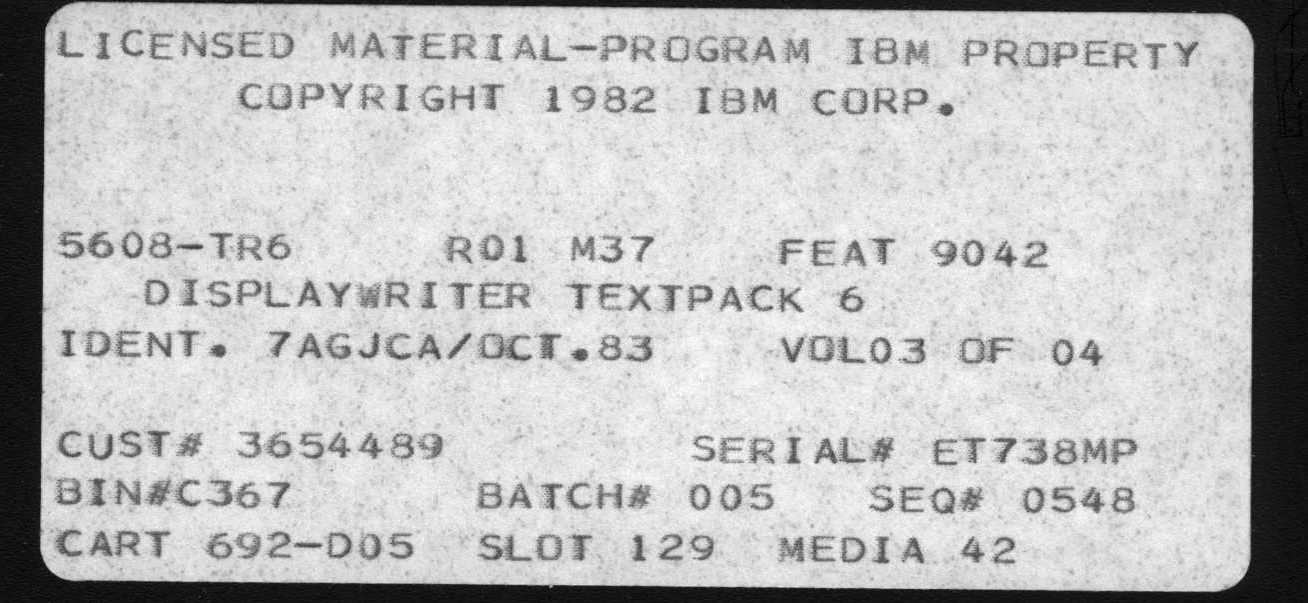 LICENSED MATERIAL-PROGRAM IBM PROPERTY
COPYRIGHT 1982 IBM CORP.
5608-TR6 R01 M37 FEAT 9042
DISPLAYWRITER TEXTPACK 6
IDENT. 7AGJCA/OCT.83 VOL03 OF 04
CUST# 3654489 SERIAL# ET738MP
BIN#C367 BATCH# 005 SEQ# 0548
CART 692-D05 SLOT 129 MEDIA 42